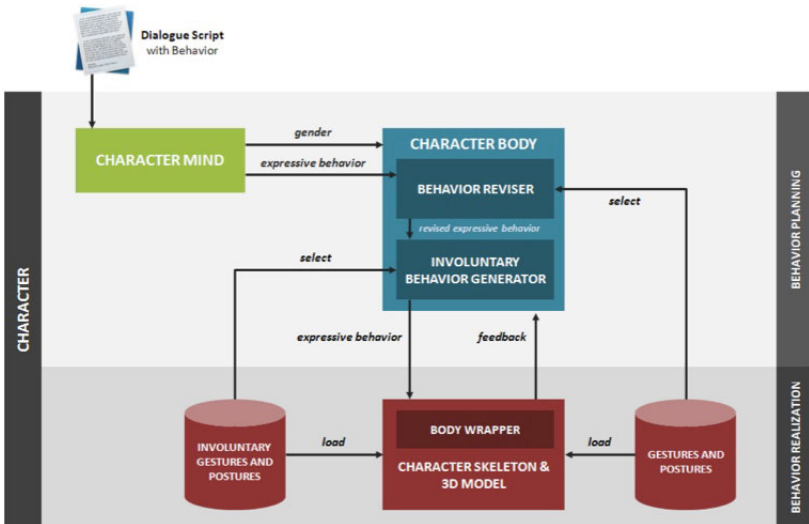 Dialogue Script
with Behavior
CHARACTER
BEHAVIOR PLANNING
BEHAVIOR REALIZATION
CHARACTER MIND
gender
expressive behavior
CHARACTER BODY
BEHAVIOR REVISER
select
revised expressive behavior
select
INVOLUNTARY
BEHAVIOR GENERATOR
expressive behavior
feedback
INVOLUNTARY
GESTURES AND
POSTURES
load
BODY WRAPPER
CHARACTER SKELETON &
3D MODEL
load
GESTURES AND
POSTURES